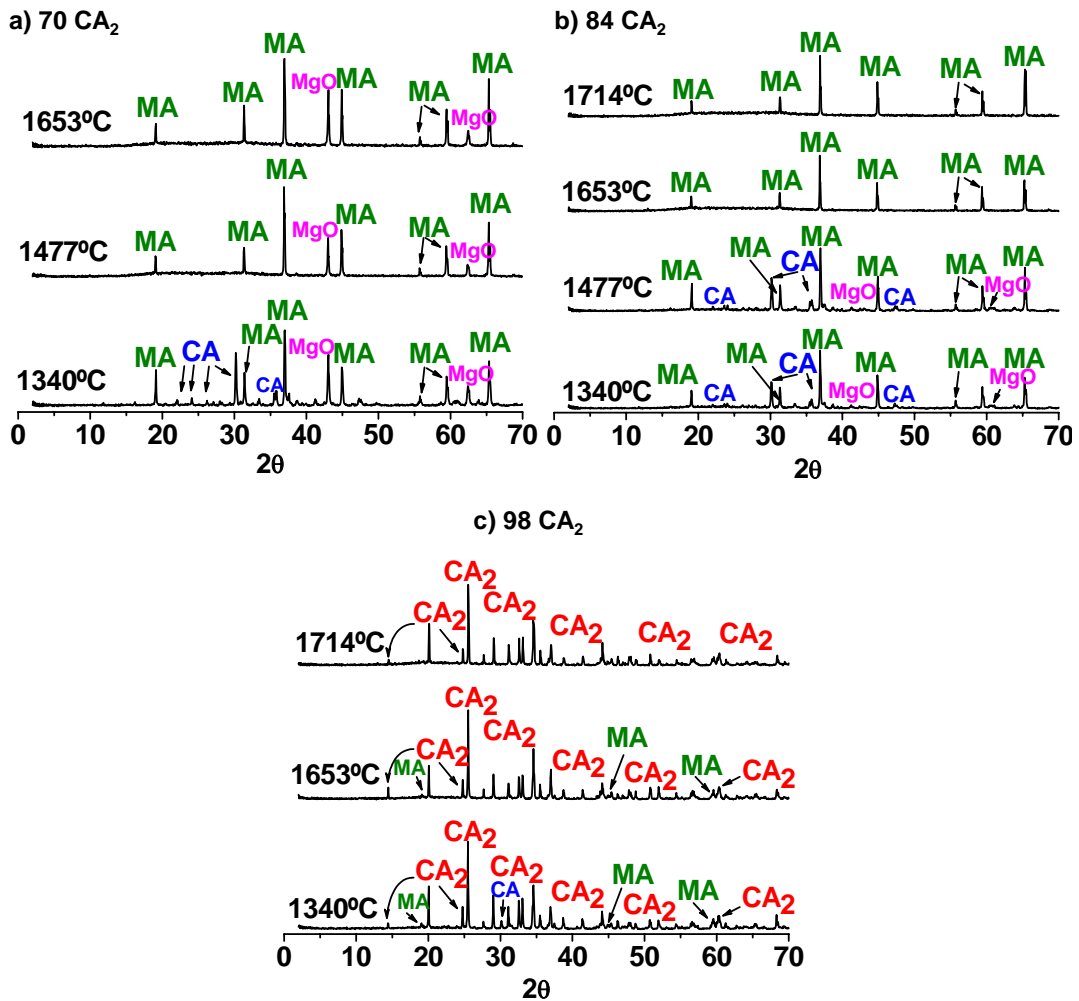 a) 70 CA₂
MA MA MA MgO MA MA MgO MA
1653ºC
MA MA MA MgO MA MA MgO MA
1477ºC
MA CA MA CA MA MgO MA MA MgO MA
1340ºC
0 10 20 30 40 50 60 70
2θ
b) 84 CA₂
MA MA MA MA MA MA
1714ºC
MA MA MA MA MA MA
1653ºC
MA CA MA CA MA MgO MA CA MA MgO MA
1477ºC
MA CA MA CA MA MgO MA CA MA MgO MA
1340ºC
0 10 20 30 40 50 60 70
2θ
c) 98 CA₂
CA₂ CA₂ CA₂ CA₂ CA₂ CA₂
1714ºC
MA CA₂ CA₂ CA₂ CA₂ MA CA₂ MA CA₂
1653ºC
MA CA₂ CA₂ CA CA₂ CA₂ MA CA₂ MA CA₂
1340ºC
0 10 20 30 40 50 60 70
2θ